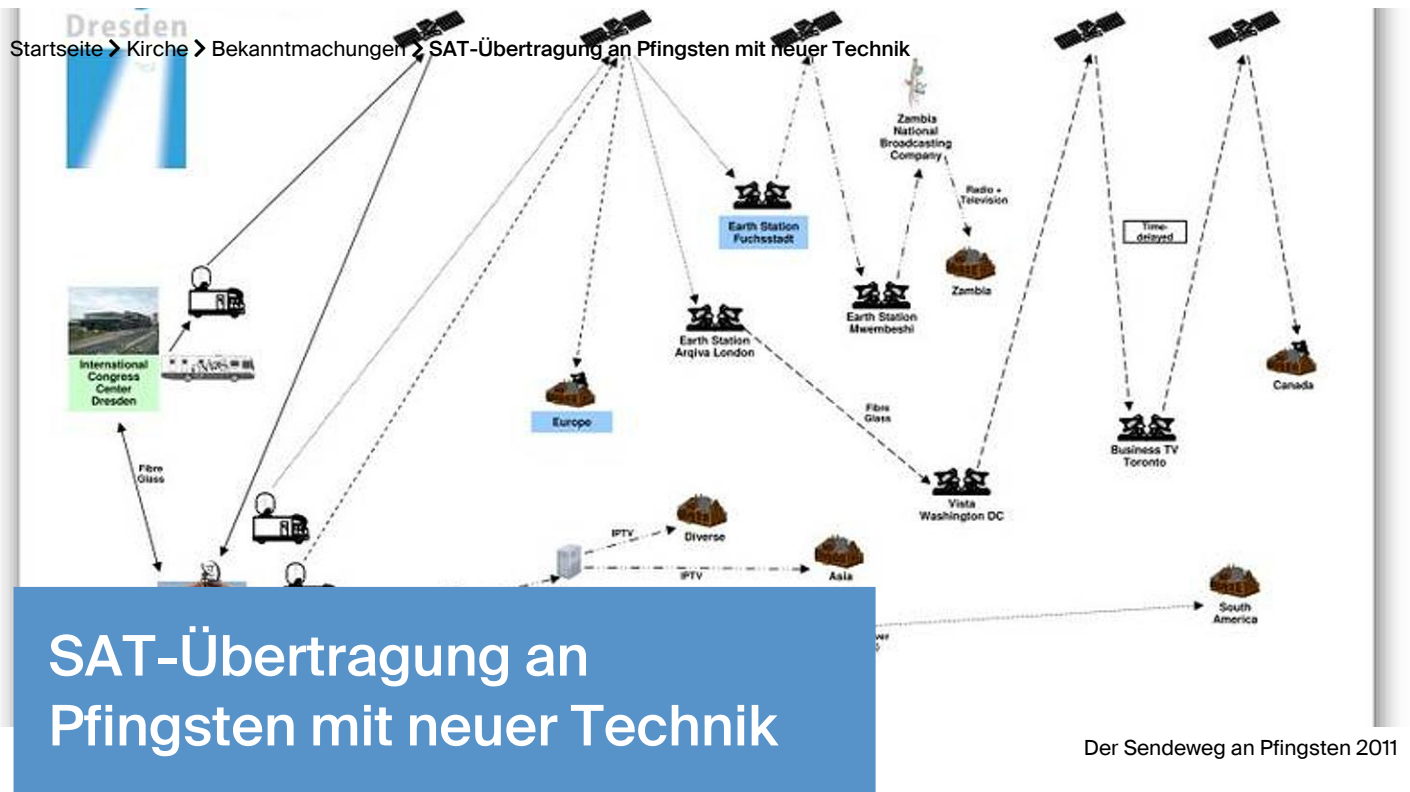 Dresden
Startseite > Kirche > Bekanntmachungen > SAT-Übertragung an Pfingsten mit neuer Technik
Zambia
National
Broadcasting
Company
Radio +
Television
Earth Station
Fuchsstadt
Time-
delayed
Zambia
Earth Station
Mwembeshi
Earth Station
Arqiva London
International
Congress
Center
Dresden
Canada
Europe
Fibre
Glass
Business TV
Toronto
Fibre
Glass
Vista
Washington DC
IPTV
Diverse
IPTV
Asia
South
America
SAT-Übertragung an
Pfingsten mit neuer Technik
Der Sendeweg an Pfingsten 2011